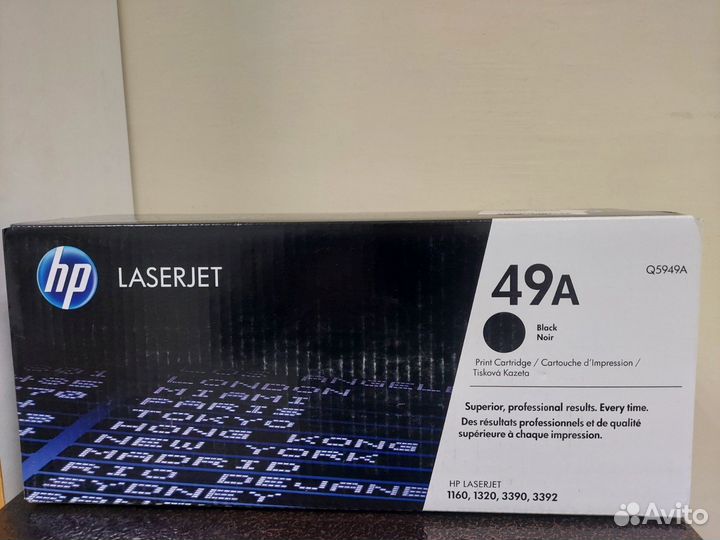 hp
LASERJET
49A
Q5949A
Black
Noir
Print Cartridge / Cartouche d'Impression /
Tisková Kazeta
Superior, professional results. Every time.
Des résultats professionnels et de qualité
supérieure à chaque impression.
HP LASERJET
1160, 1320, 3390, 3392
LONDON
MIAMI
PARIS
TOKYO
HONG KONG
NEW YORK
MADRID
RIO DE JANE
SYDNEY
Avito